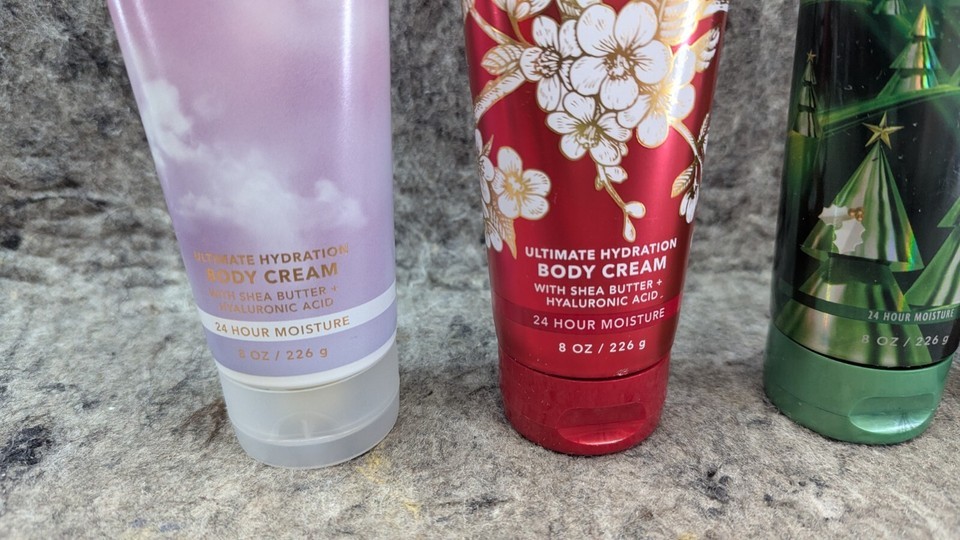 ULTIMATE HYDRATION
BODY CREAM
WITH SHEA BUTTER +
HYALURONIC ACID
24 HOUR MOISTURE
8 OZ / 226 g
ULTIMATE HYDRATION
BODY CREAM
WITH SHEA BUTTER +
HYALURONIC ACID
24 HOUR MOISTURE
8 OZ / 226 g
24 HOUR MOISTURE
8 OZ / 226 g